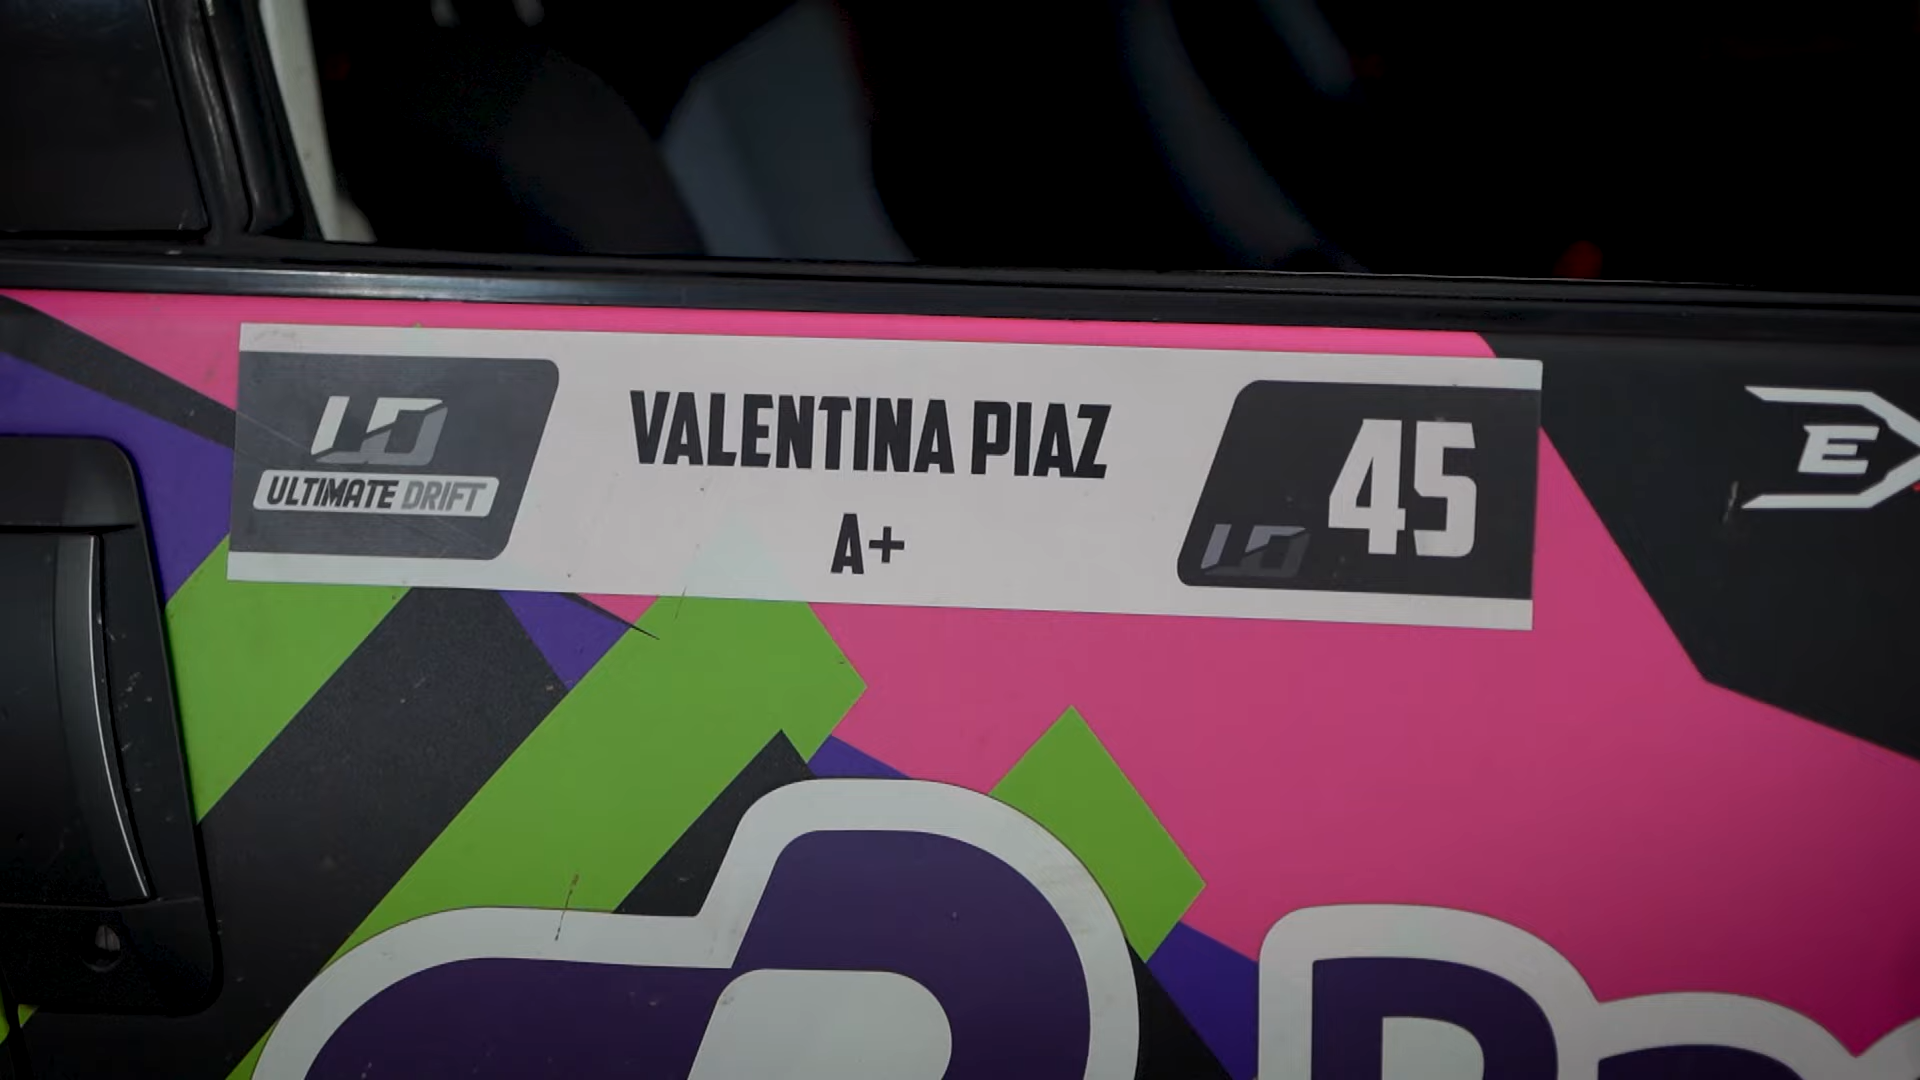 VALENTINA PIAZ
A+
UD
ULTIMATE DRIFT
45
UD
E